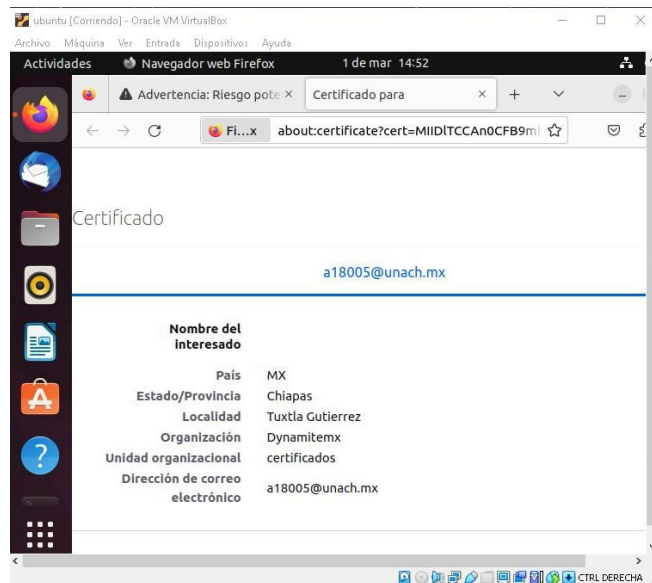 ubuntu [Corriendo] - Oracle VM VirtualBox
Archivo Máquina Ver Entrada Dispositivos Ayuda
Actividades Navegador web Firefox 1 de mar 14:52
Advertencia: Riesgo pote Certificado para
Fi...x about:certificate?cert=MIIDlTCCAn0CFB9m
Certificado
a18005@unach.mx
Nombre del
interesado
País MX
Estado/Provincia Chiapas
Localidad Tuxtla Gutierrez
Organización Dynamitemx
Unidad organizacional certificados
Dirección de correo
electrónico a18005@unach.mx
CTRL DERECHA